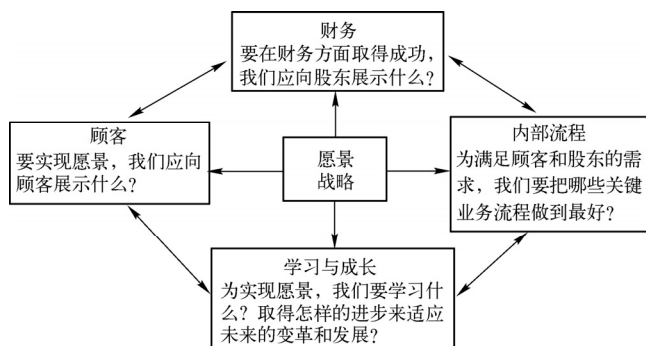 财务
要在财务方面取得成功，
我们应向股东展示什么？
顾客
要实现愿景，我们应向
顾客展示什么？
愿景
战略
内部流程
为满足顾客和股东的需
求，我们要把哪些关键
业务流程做到最好？
学习与成长
为实现愿景，我们要学习什
么？取得怎样的进步来适应
未来的变革和发展？